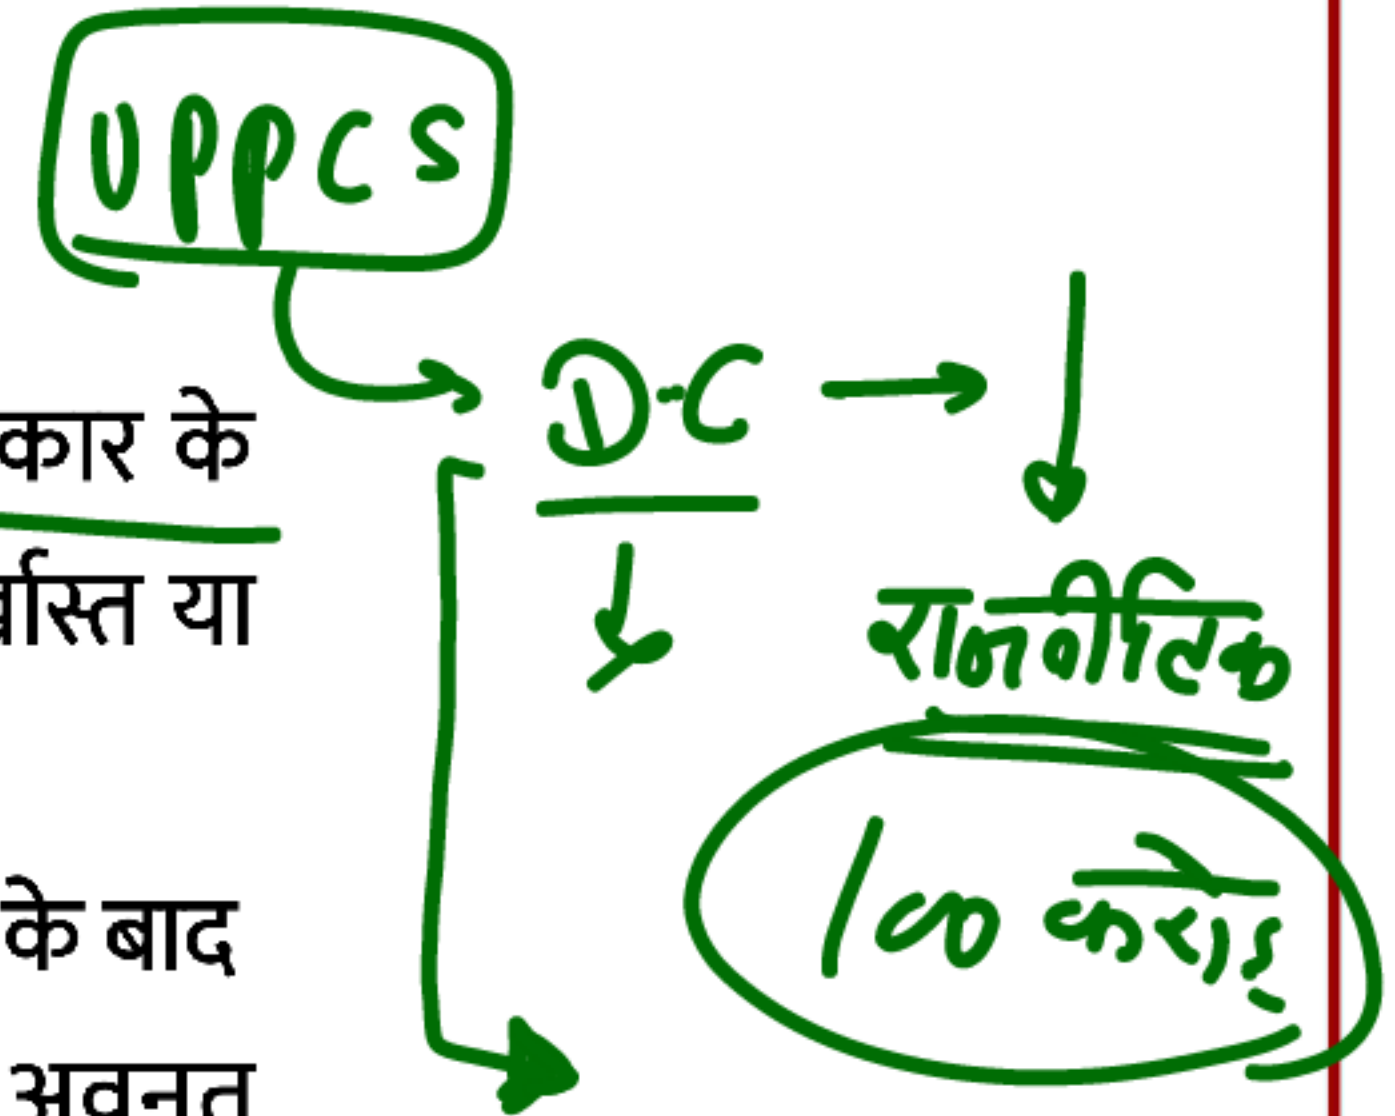 UPPCS
D-C
कार के
र्खास्त या
राजनीतिक
100 करोड़
के बाद
अवनत